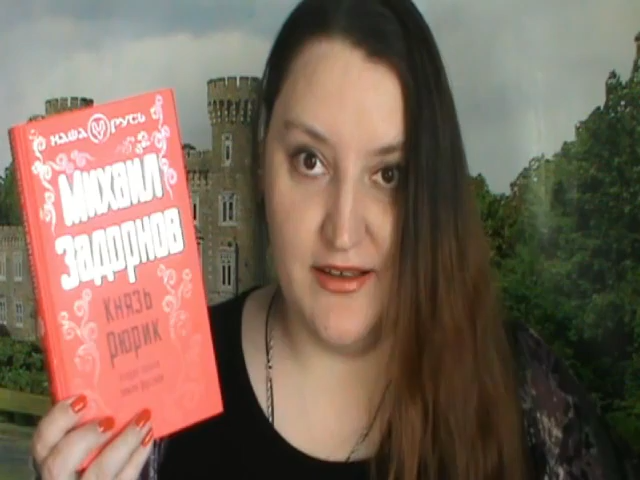 НАША РУСЬ
Михаил
Задорнов
КНЯЗЬ
РЮРИК